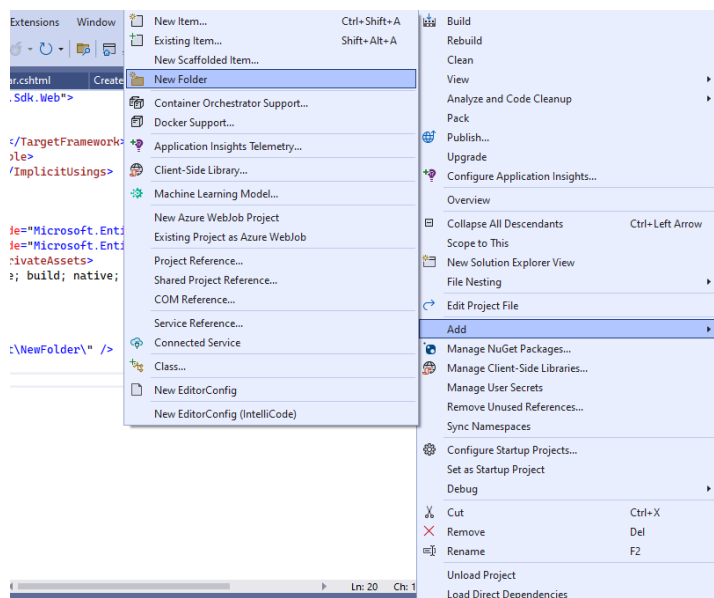 Extensions Window
ar.cshtml Create
.Sdk.Web">
</TargetFramework>
ble>
/ImplicitUsings>
de="Microsoft.Enti
de="Microsoft.Enti
rivateAssets>
e; build; native;
t\NewFolder\" />
Ln: 20 Ch: 1
New Item... Ctrl+Shift+A
Existing Item... Shift+Alt+A
New Scaffolded Item...
New Folder
Container Orchestrator Support...
Docker Support...
Application Insights Telemetry...
Client-Side Library...
Machine Learning Model...
New Azure WebJob Project
Existing Project as Azure WebJob
Project Reference...
Shared Project Reference...
COM Reference...
Service Reference...
Connected Service
Class...
New EditorConfig
New EditorConfig (IntelliCode)
Build
Rebuild
Clean
View
Analyze and Code Cleanup
Pack
Publish...
Upgrade
Configure Application Insights...
Overview
Collapse All Descendants Ctrl+Left Arrow
Scope to This
New Solution Explorer View
File Nesting
Edit Project File
Add
Manage NuGet Packages...
Manage Client-Side Libraries...
Manage User Secrets
Remove Unused References...
Sync Namespaces
Configure Startup Projects...
Set as Startup Project
Debug
Cut Ctrl+X
Remove Del
Rename F2
Unload Project
Load Direct Dependencies